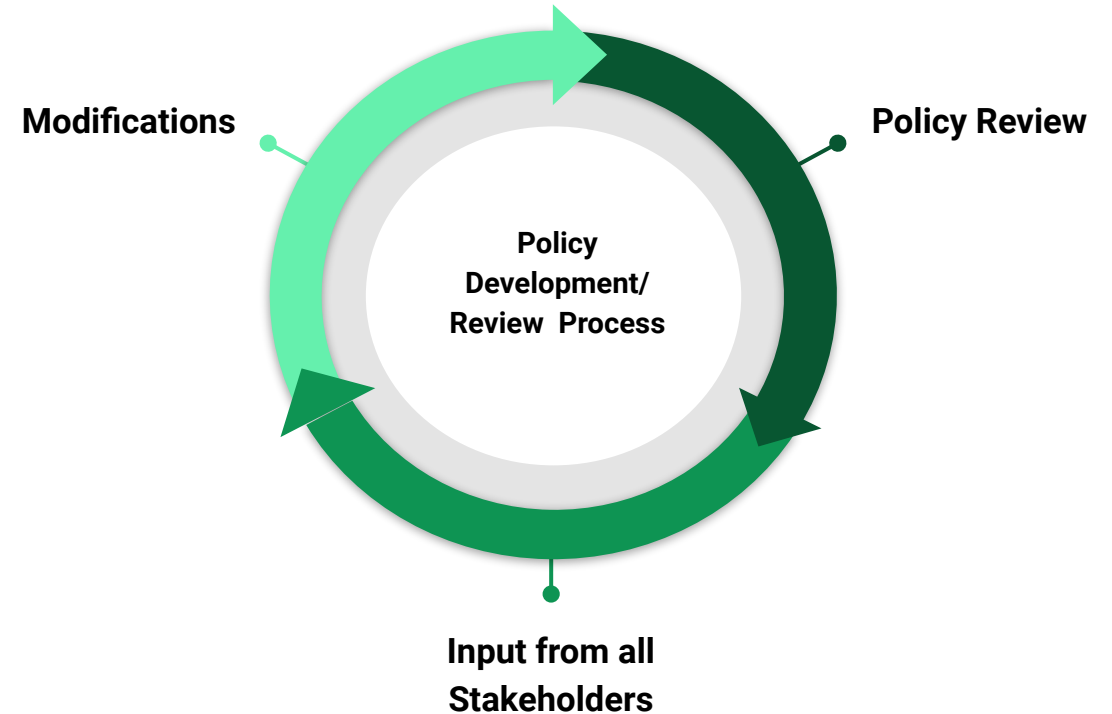 Modifications
Policy Review
Policy
Development/
Review  Process
Input from all
Stakeholders